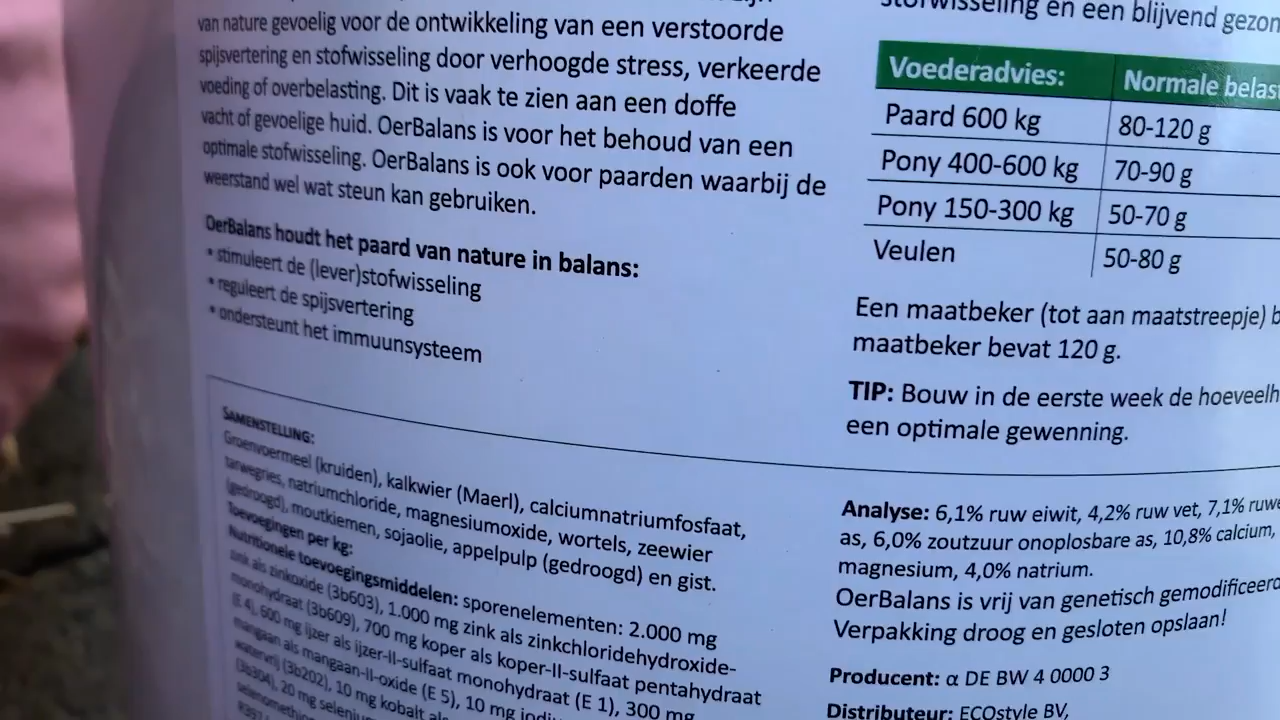 van nature gevoelig voor de ontwikkeling van een verstoorde
spijsvertering en stofwisseling door verhoogde stress, verkeerde
voeding of overbelasting. Dit is vaak te zien aan een doffe
vacht of gevoelige huid. OerBalans is voor het behoud van een
optimale stofwisseling. OerBalans is ook voor paarden waarbij de
weerstand wel wat steun kan gebruiken.
OerBalans houdt het paard van nature in balans:
* stimuleert de (lever)stofwisseling
* reguleert de spijsvertering
* ondersteunt het immuunsysteem
SAMENSTELLING:
Groenvoermeel (kruiden), kalkwier (Maerl), calciumnatriumfosfaat,
tarwegries, natriumchloride, magnesiumoxide, wortels, zeewier
(gedroogd), moutkiemen, sojaolie, appelpulp (gedroogd) en gist.
Toevoegingen per kg:
Nutritionele toevoegingsmiddelen: sporenelementen: 2.000 mg
zink als zinkoxide (3b603), 1.000 mg zink als zinkchloridehydroxide-
monohydraat (3b609), 700 mg koper als koper-II-sulfaat pentahydraat
(E 4), 600 mg ijzer als ijzer-II-sulfaat monohydraat (E 1), 300 mg
mangaan als mangaan-II-oxide (E 5), 10 mg
watervrij (3b202), 10 mg kobalt als
(3b304), 20 mg
stofwisseling en een blijvend
Voederadvies: Normale
Paard 600 kg 80-120 g
Pony 400-600 kg 70-90 g
Pony 150-300 kg 50-70 g
Veulen 50-80 g
Een maatbeker (tot aan maatstreepje)
maatbeker bevat 120 g.
TIP: Bouw in de eerste week de
een optimale gewenning.
Analyse: 6,1% ruw eiwit, 4,2% ruw vet, 7,1%
as, 6,0% zoutzuur onoplosbare as, 10,8% calcium,
magnesium, 4,0% natrium.
OerBalans is vrij van genetisch
Verpakking droog en gesloten opslaan!
Producent: α DE BW 4 0000 3
Distributeur: ECOstyle BV,